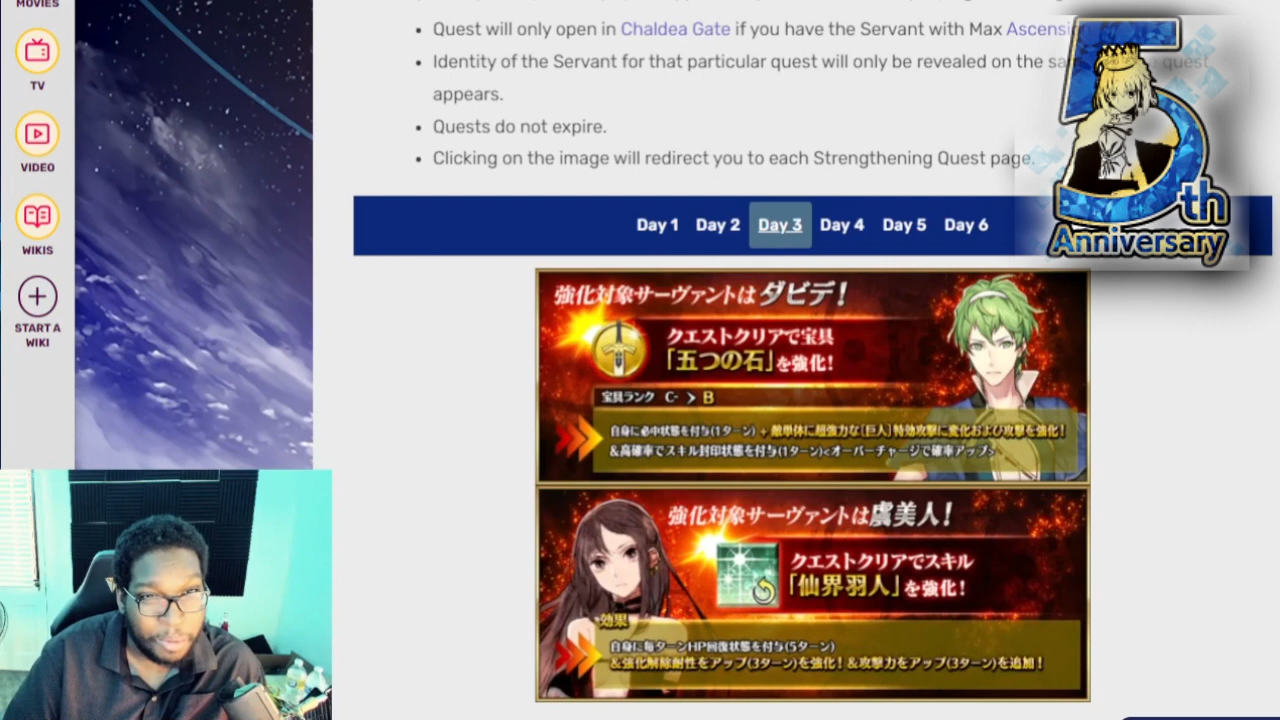 MOVIES
TV
VIDEO
WIKIS
START A
WIKI
Quest will only open in Chaldea Gate if you have the Servant with Max
Identity of the Servant for that particular quest will only be revealed on the quest
appears.
Quests do not expire.
Clicking on the image will redirect you to each Strengthening Quest page.
5th
Anniversary
Day 1 Day 2 Day 3 Day 4 Day 5 Day 6
強化対象サーヴァントはダビデ!
クエストクリアで宝具
「五つの石」を強化!
宝具ランク C- > B
自身に必中状態を付与(1ターン) + 敵単体に超強力な〔巨人〕特効攻撃に変化および攻撃を強化!
&高確率でスキル封印状態を付与(1ターン)<オーバーチャージで確率アップ>
強化対象サーヴァントは虞美人!
クエストクリアでスキル
「仙界羽人」を強化!
効果
自身に毎ターンHP回復状態を付与(5ターン)
&強化解除耐性をアップ(3ターン)を強化! &攻撃力をアップ(3ターン)を追加!